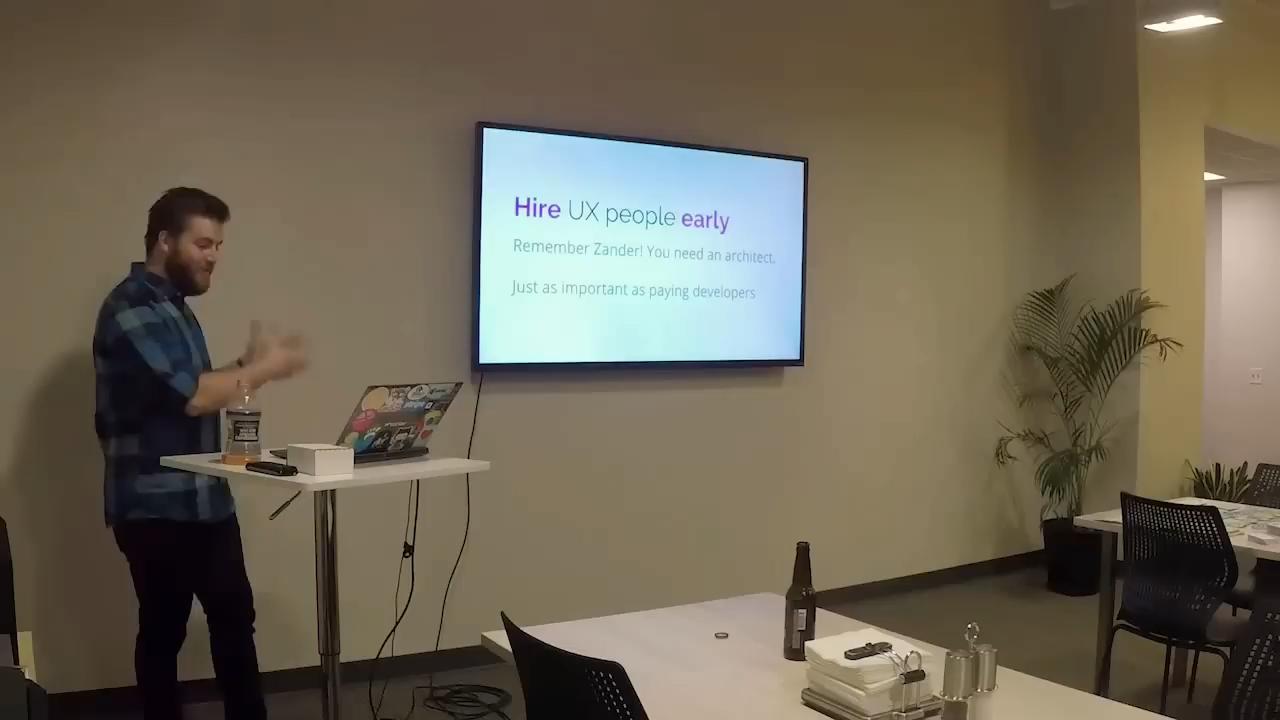 Hire UX people early
Remember Zander! You need an architect.
Just as important as paying developers